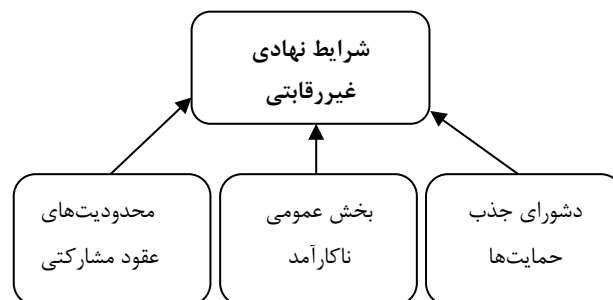 شرایط نهادی
غیررقابتی
دشورای جذب
حمایت‌ها
بخش عمومی
ناکارآمد
محدودیت‌های
عقود مشارکتی